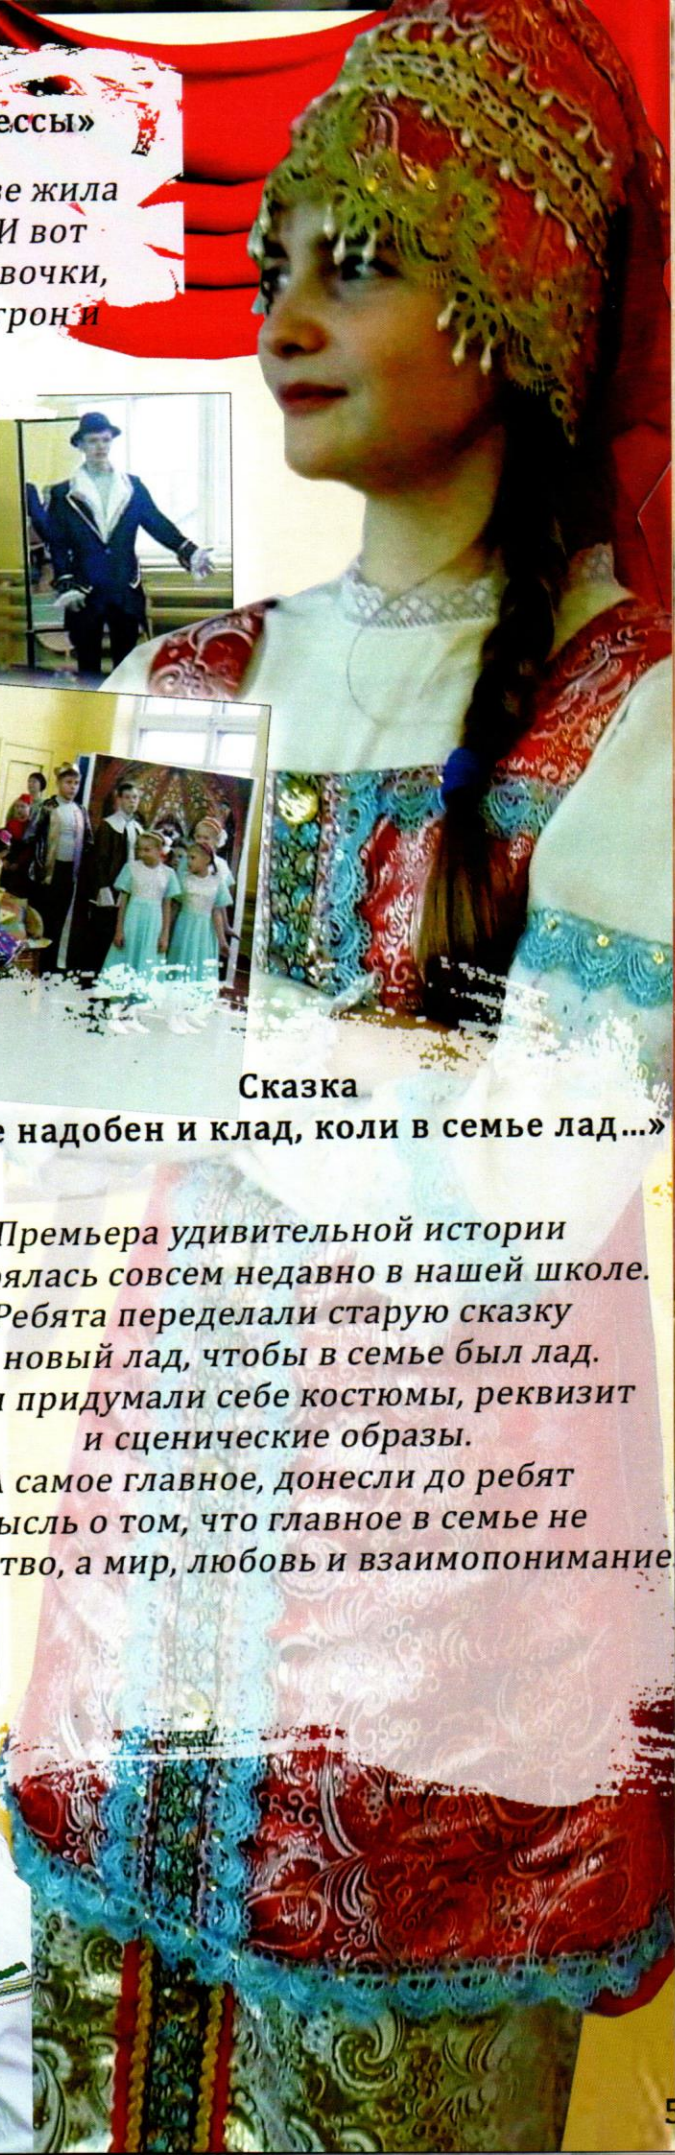 ессы»
ве жила
И вот
вочки,
трон и
Сказка
е надобен и клад, коли в семье лад...»
Премьера удивительной истории
оялась совсем недавно в нашей школе.
Ребята переделали старую сказку
новый лад, чтобы в семье был лад.
и придумали себе костюмы, реквизит
и сценические образы.
А самое главное, донесли до ребят
ысль о том, что главное в семье не
тво, а мир, любовь и взаимопонимание
5